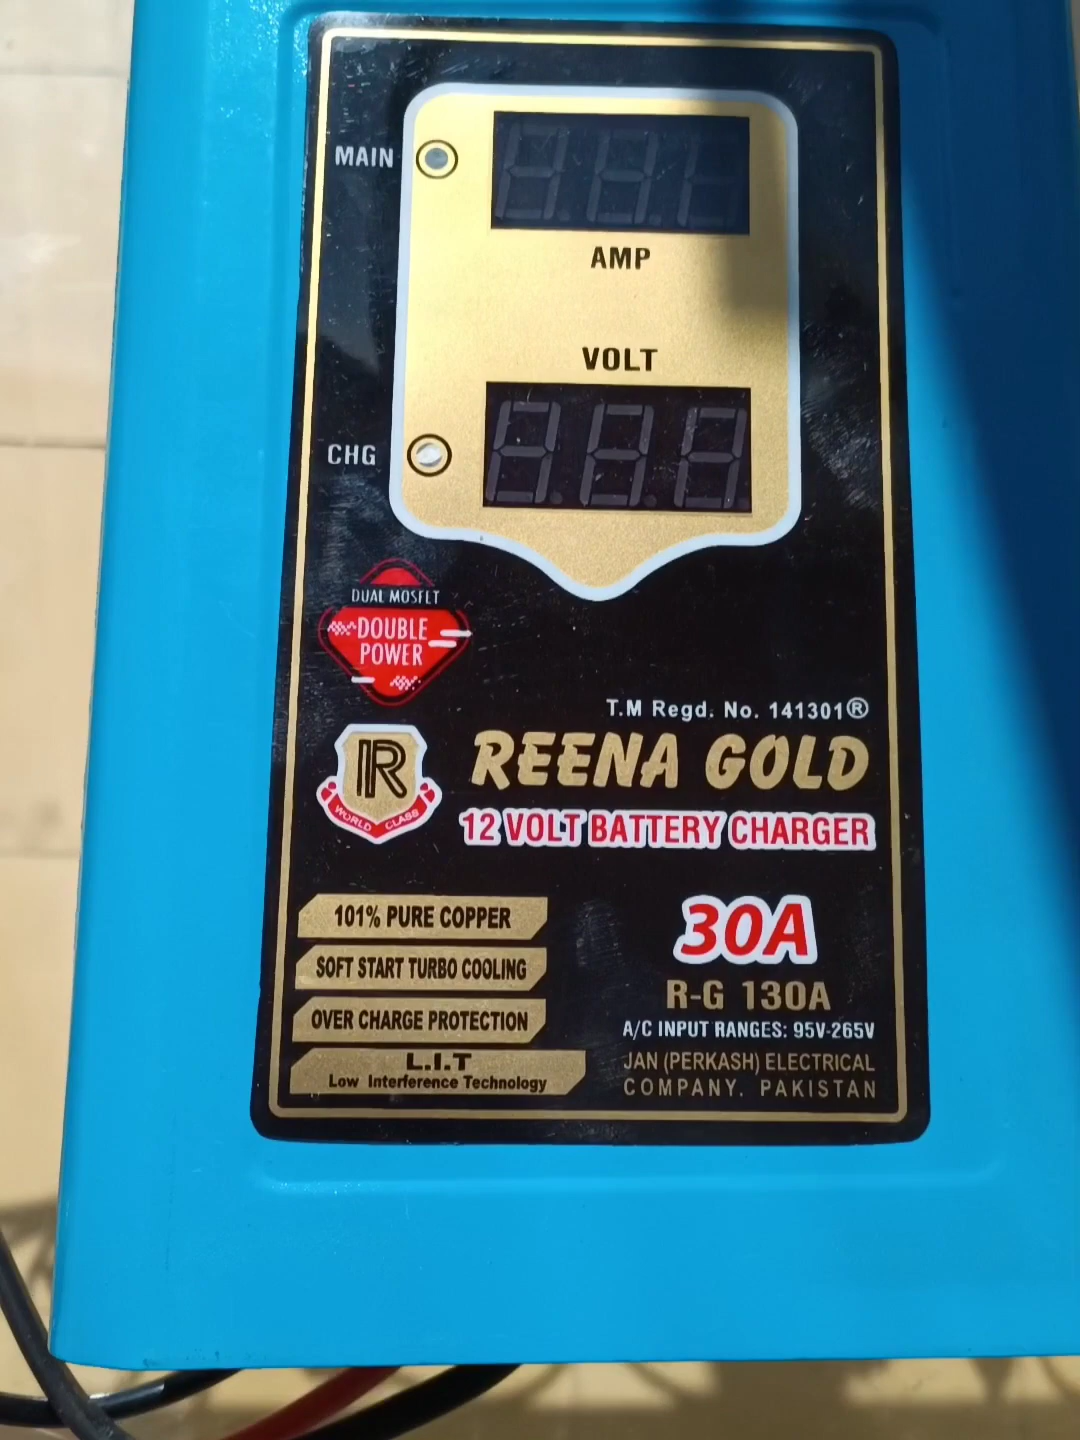 MAIN
AMP
VOLT
CHG
DUAL MOSFET
DOUBLE
POWER
T.M Regd. No. 141301®
R
WORLD CLASS
REENA GOLD
12 VOLT BATTERY CHARGER
101% PURE COPPER
SOFT START TURBO COOLING
OVER CHARGE PROTECTION
L.I.T
Low Interference Technology
30A
R-G 130A
A/C INPUT RANGES: 95V-265V
JAN (PERKASH) ELECTRICAL
COMPANY. PAKISTAN